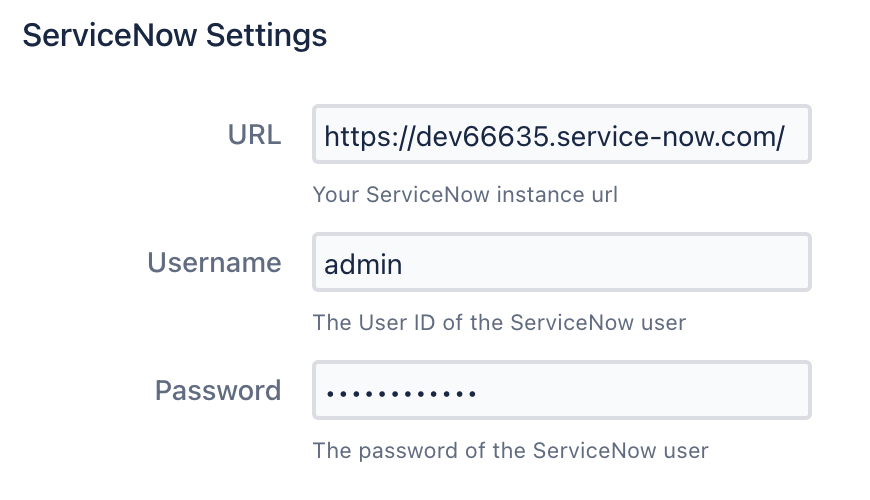 ServiceNow Settings
URL
https://dev66635.service-now.com/
Your ServiceNow instance url
Username
admin
The User ID of the ServiceNow user
Password
••••••••••••
The password of the ServiceNow user